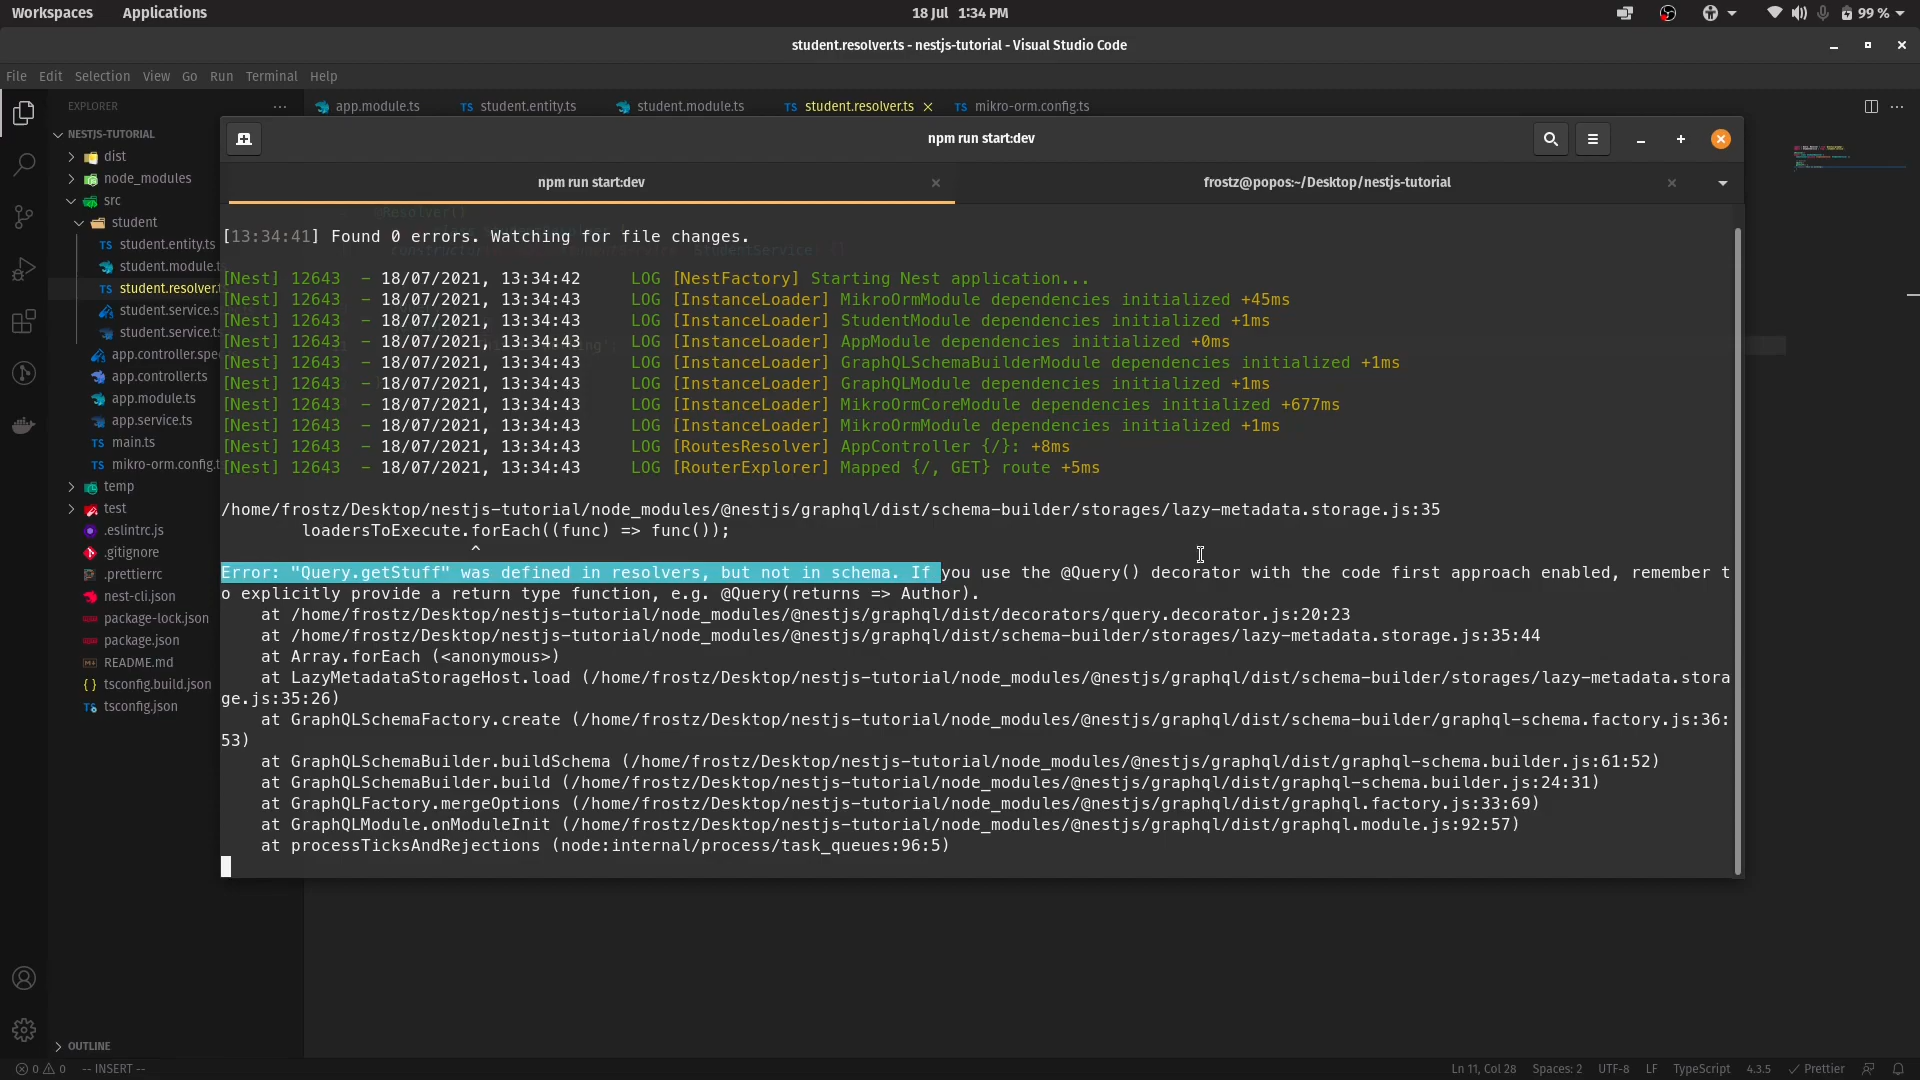 Workspaces Applications 18 Jul 1:34 PM 99 %
student.resolver.ts - nestjs-tutorial - Visual Studio Code
File Edit Selection View Go Run Terminal Help
EXPLORER
app.module.ts
TS student.entity.ts
student.module.ts
TS student.resolver.ts
TS mikro-orm.config.ts
NESTJS-TUTORIAL
dist
node_modules
src
student
TS student.entity.ts
student.module.t
TS student.resolver.t
student.service.s
student.service.ts
app.controller.spe
app.controller.ts
app.module.ts
app.service.ts
TS main.ts
TS mikro-orm.config.t
temp
test
.eslintrc.js
.gitignore
.prettierrc
nest-cli.json
package-lock.json
package.json
README.md
{ } tsconfig.build.json
TS tsconfig.json
OUTLINE
npm run start:dev
npm run start:dev
frostz@popos:~/Desktop/nestjs-tutorial
@Resolver()
[13:34:41] Found 0 errors. Watching for file changes.
[Nest] 12643 - 18/07/2021, 13:34:42 LOG [NestFactory] Starting Nest application...
[Nest] 12643 - 18/07/2021, 13:34:43 LOG [InstanceLoader] MikroOrmModule dependencies initialized +45ms
[Nest] 12643 - 18/07/2021, 13:34:43 LOG [InstanceLoader] StudentModule dependencies initialized +1ms
[Nest] 12643 - 18/07/2021, 13:34:43 LOG [InstanceLoader] AppModule dependencies initialized +0ms
[Nest] 12643 - 18/07/2021, 13:34:43 LOG [InstanceLoader] GraphQLSchemaBuilderModule dependencies initialized +1ms
[Nest] 12643 - 18/07/2021, 13:34:43 LOG [InstanceLoader] GraphQLModule dependencies initialized +1ms
[Nest] 12643 - 18/07/2021, 13:34:43 LOG [InstanceLoader] MikroOrmCoreModule dependencies initialized +677ms
[Nest] 12643 - 18/07/2021, 13:34:43 LOG [InstanceLoader] MikroOrmModule dependencies initialized +1ms
[Nest] 12643 - 18/07/2021, 13:34:43 LOG [RoutesResolver] AppController {/}: +8ms
[Nest] 12643 - 18/07/2021, 13:34:43 LOG [RouterExplorer] Mapped {/, GET} route +5ms
/home/frostz/Desktop/nestjs-tutorial/node_modules/@nestjs/graphql/dist/schema-builder/storages/lazy-metadata.storage.js:35
loadersToExecute.forEach((func) => func());
^
Error: "Query.getStuff" was defined in resolvers, but not in schema. If you use the @Query() decorator with the code first approach enabled, remember t
o explicitly provide a return type function, e.g. @Query(returns => Author).
at /home/frostz/Desktop/nestjs-tutorial/node_modules/@nestjs/graphql/dist/decorators/query.decorator.js:20:23
at /home/frostz/Desktop/nestjs-tutorial/node_modules/@nestjs/graphql/dist/schema-builder/storages/lazy-metadata.storage.js:35:44
at Array.forEach (<anonymous>)
at LazyMetadataStorageHost.load (/home/frostz/Desktop/nestjs-tutorial/node_modules/@nestjs/graphql/dist/schema-builder/storages/lazy-metadata.stora
ge.js:35:26)
at GraphQLSchemaFactory.create (/home/frostz/Desktop/nestjs-tutorial/node_modules/@nestjs/graphql/dist/schema-builder/graphql-schema.factory.js:36:
53)
at GraphQLSchemaBuilder.buildSchema (/home/frostz/Desktop/nestjs-tutorial/node_modules/@nestjs/graphql/dist/graphql-schema.builder.js:61:52)
at GraphQLSchemaBuilder.build (/home/frostz/Desktop/nestjs-tutorial/node_modules/@nestjs/graphql/dist/graphql-schema.builder.js:24:31)
at GraphQLFactory.mergeOptions (/home/frostz/Desktop/nestjs-tutorial/node_modules/@nestjs/graphql/dist/graphql.factory.js:33:69)
at GraphQLModule.onModuleInit (/home/frostz/Desktop/nestjs-tutorial/node_modules/@nestjs/graphql/dist/graphql.module.js:92:57)
at processTicksAndRejections (node:internal/process/task_queues:96:5)
0 0 -- INSERT --
Ln 11, Col 28 Spaces: 2 UTF-8 LF TypeScript 4.3.5 Prettier